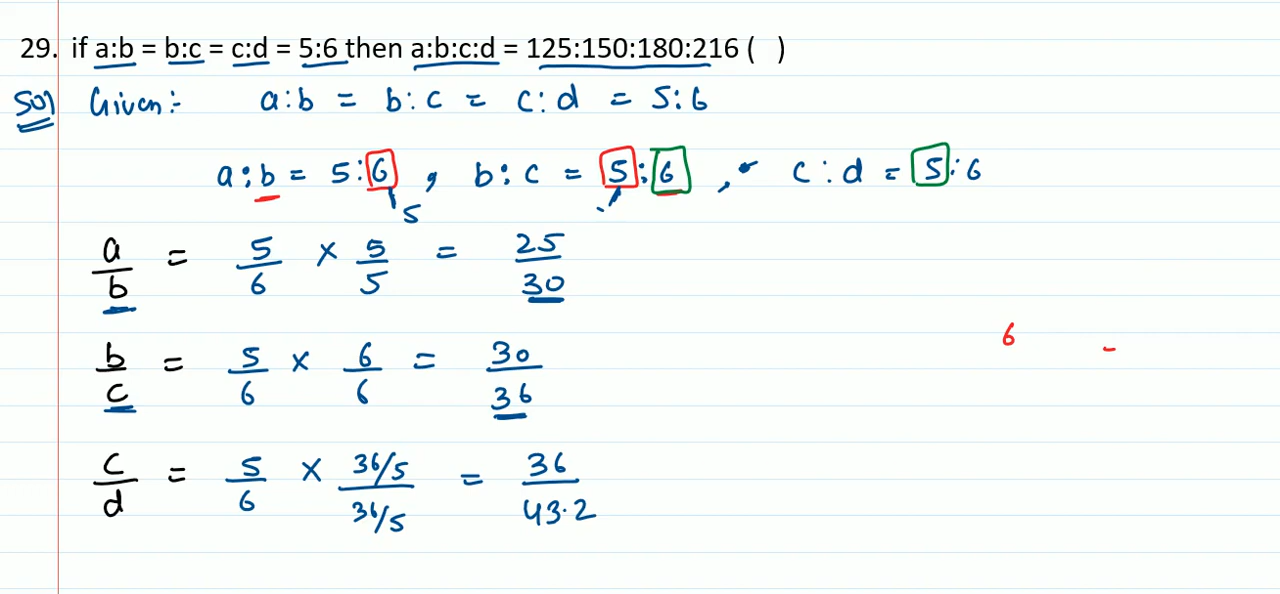 29. if a:b = b:c = c:d = 5:6 then a:b:c:d = 125:150:180:216 ( )
Sol Given:- a:b = b:c = c:d = 5:6
a:b = 5:6 , b:c = 5:6 , c:d = 5:6
5
a/b = 5/6 × 5/5 = 25/30
6 -
b/c = 5/6 × 6/6 = 30/36
c/d = 5/6 × (36/5)/(36/5) = 36/43.2